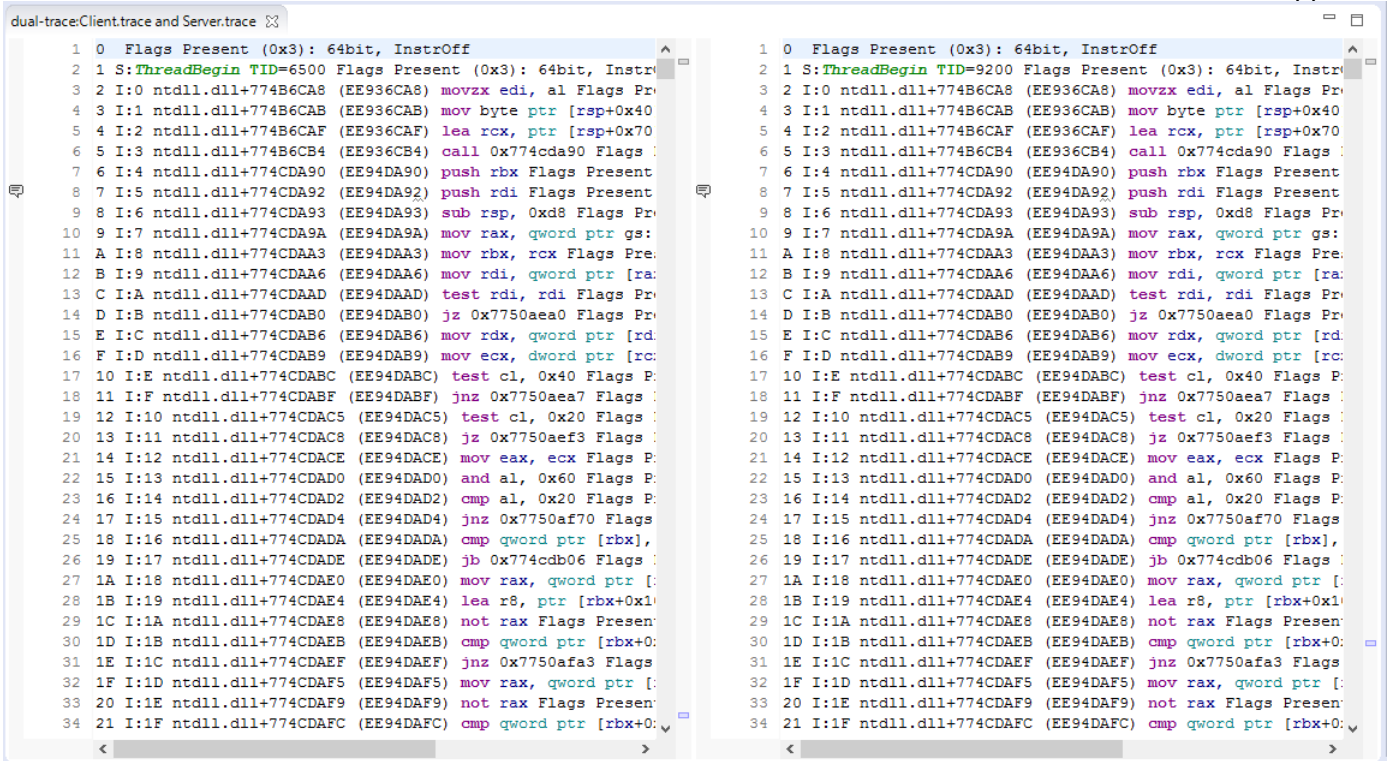 dual-trace:Client.trace and Server.trace
1 0 Flags Present (0x3): 64bit, InstrOff
2 1 S:ThreadBegin TID=6500 Flags Present (0x3): 64bit, Instr
3 2 I:0 ntdll.dll+774B6CA8 (EE936CA8) movzx edi, al Flags Pr
4 3 I:1 ntdll.dll+774B6CAB (EE936CAB) mov byte ptr [rsp+0x40
5 4 I:2 ntdll.dll+774B6CAF (EE936CAF) lea rcx, ptr [rsp+0x70
6 5 I:3 ntdll.dll+774B6CB4 (EE936CB4) call 0x774cda90 Flags
7 6 I:4 ntdll.dll+774CDA90 (EE94DA90) push rbx Flags Present
8 7 I:5 ntdll.dll+774CDA92 (EE94DA92) push rdi Flags Present
9 8 I:6 ntdll.dll+774CDA93 (EE94DA93) sub rsp, 0xd8 Flags Pr
10 9 I:7 ntdll.dll+774CDA9A (EE94DA9A) mov rax, qword ptr gs:
11 A I:8 ntdll.dll+774CDAA3 (EE94DAA3) mov rbx, rcx Flags Pre
12 B I:9 ntdll.dll+774CDAA6 (EE94DAA6) mov rdi, qword ptr [ra
13 C I:A ntdll.dll+774CDAAD (EE94DAAD) test rdi, rdi Flags Pr
14 D I:B ntdll.dll+774CDAB0 (EE94DAB0) jz 0x7750aea0 Flags Pr
15 E I:C ntdll.dll+774CDAB6 (EE94DAB6) mov rdx, qword ptr [rd
16 F I:D ntdll.dll+774CDAB9 (EE94DAB9) mov ecx, dword ptr [rc
17 10 I:E ntdll.dll+774CDABC (EE94DABC) test cl, 0x40 Flags P
18 11 I:F ntdll.dll+774CDABF (EE94DABF) jnz 0x7750aea7 Flags
19 12 I:10 ntdll.dll+774CDAC5 (EE94DAC5) test cl, 0x20 Flags
20 13 I:11 ntdll.dll+774CDAC8 (EE94DAC8) jz 0x7750aef3 Flags
21 14 I:12 ntdll.dll+774CDACE (EE94DACE) mov eax, ecx Flags P
22 15 I:13 ntdll.dll+774CDAD0 (EE94DAD0) and al, 0x60 Flags P
23 16 I:14 ntdll.dll+774CDAD2 (EE94DAD2) cmp al, 0x20 Flags P
24 17 I:15 ntdll.dll+774CDAD4 (EE94DAD4) jnz 0x7750af70 Flags
25 18 I:16 ntdll.dll+774CDADA (EE94DADA) cmp qword ptr [rbx],
26 19 I:17 ntdll.dll+774CDADE (EE94DADE) jb 0x774cdb06 Flags
27 1A I:18 ntdll.dll+774CDAE0 (EE94DAE0) mov rax, qword ptr [
28 1B I:19 ntdll.dll+774CDAE4 (EE94DAE4) lea r8, ptr [rbx+0x1
29 1C I:1A ntdll.dll+774CDAE8 (EE94DAE8) not rax Flags Presen
30 1D I:1B ntdll.dll+774CDAEB (EE94DAEB) cmp qword ptr [rbx+0
31 1E I:1C ntdll.dll+774CDAEF (EE94DAEF) jnz 0x7750afa3 Flags
32 1F I:1D ntdll.dll+774CDAF5 (EE94DAF5) mov rax, qword ptr [
33 20 I:1E ntdll.dll+774CDAF9 (EE94DAF9) not rax Flags Presen
34 21 I:1F ntdll.dll+774CDAFC (EE94DAFC) cmp qword ptr [rbx+0
1 0 Flags Present (0x3): 64bit, InstrOff
2 1 S:ThreadBegin TID=9200 Flags Present (0x3): 64bit, Instr
3 2 I:0 ntdll.dll+774B6CA8 (EE936CA8) movzx edi, al Flags Pr
4 3 I:1 ntdll.dll+774B6CAB (EE936CAB) mov byte ptr [rsp+0x40
5 4 I:2 ntdll.dll+774B6CAF (EE936CAF) lea rcx, ptr [rsp+0x70
6 5 I:3 ntdll.dll+774B6CB4 (EE936CB4) call 0x774cda90 Flags
7 6 I:4 ntdll.dll+774CDA90 (EE94DA90) push rbx Flags Present
8 7 I:5 ntdll.dll+774CDA92 (EE94DA92) push rdi Flags Present
9 8 I:6 ntdll.dll+774CDA93 (EE94DA93) sub rsp, 0xd8 Flags Pr
10 9 I:7 ntdll.dll+774CDA9A (EE94DA9A) mov rax, qword ptr gs:
11 A I:8 ntdll.dll+774CDAA3 (EE94DAA3) mov rbx, rcx Flags Pre
12 B I:9 ntdll.dll+774CDAA6 (EE94DAA6) mov rdi, qword ptr [ra
13 C I:A ntdll.dll+774CDAAD (EE94DAAD) test rdi, rdi Flags Pr
14 D I:B ntdll.dll+774CDAB0 (EE94DAB0) jz 0x7750aea0 Flags Pr
15 E I:C ntdll.dll+774CDAB6 (EE94DAB6) mov rdx, qword ptr [rd
16 F I:D ntdll.dll+774CDAB9 (EE94DAB9) mov ecx, dword ptr [rc
17 10 I:E ntdll.dll+774CDABC (EE94DABC) test cl, 0x40 Flags P
18 11 I:F ntdll.dll+774CDABF (EE94DABF) jnz 0x7750aea7 Flags
19 12 I:10 ntdll.dll+774CDAC5 (EE94DAC5) test cl, 0x20 Flags
20 13 I:11 ntdll.dll+774CDAC8 (EE94DAC8) jz 0x7750aef3 Flags
21 14 I:12 ntdll.dll+774CDACE (EE94DACE) mov eax, ecx Flags P
22 15 I:13 ntdll.dll+774CDAD0 (EE94DAD0) and al, 0x60 Flags P
23 16 I:14 ntdll.dll+774CDAD2 (EE94DAD2) cmp al, 0x20 Flags P
24 17 I:15 ntdll.dll+774CDAD4 (EE94DAD4) jnz 0x7750af70 Flags
25 18 I:16 ntdll.dll+774CDADA (EE94DADA) cmp qword ptr [rbx],
26 19 I:17 ntdll.dll+774CDADE (EE94DADE) jb 0x774cdb06 Flags
27 1A I:18 ntdll.dll+774CDAE0 (EE94DAE0) mov rax, qword ptr [
28 1B I:19 ntdll.dll+774CDAE4 (EE94DAE4) lea r8, ptr [rbx+0x1
29 1C I:1A ntdll.dll+774CDAE8 (EE94DAE8) not rax Flags Presen
30 1D I:1B ntdll.dll+774CDAEB (EE94DAEB) cmp qword ptr [rbx+0
31 1E I:1C ntdll.dll+774CDAEF (EE94DAEF) jnz 0x7750afa3 Flags
32 1F I:1D ntdll.dll+774CDAF5 (EE94DAF5) mov rax, qword ptr [
33 20 I:1E ntdll.dll+774CDAF9 (EE94DAF9) not rax Flags Presen
34 21 I:1F ntdll.dll+774CDAFC (EE94DAFC) cmp qword ptr [rbx+0